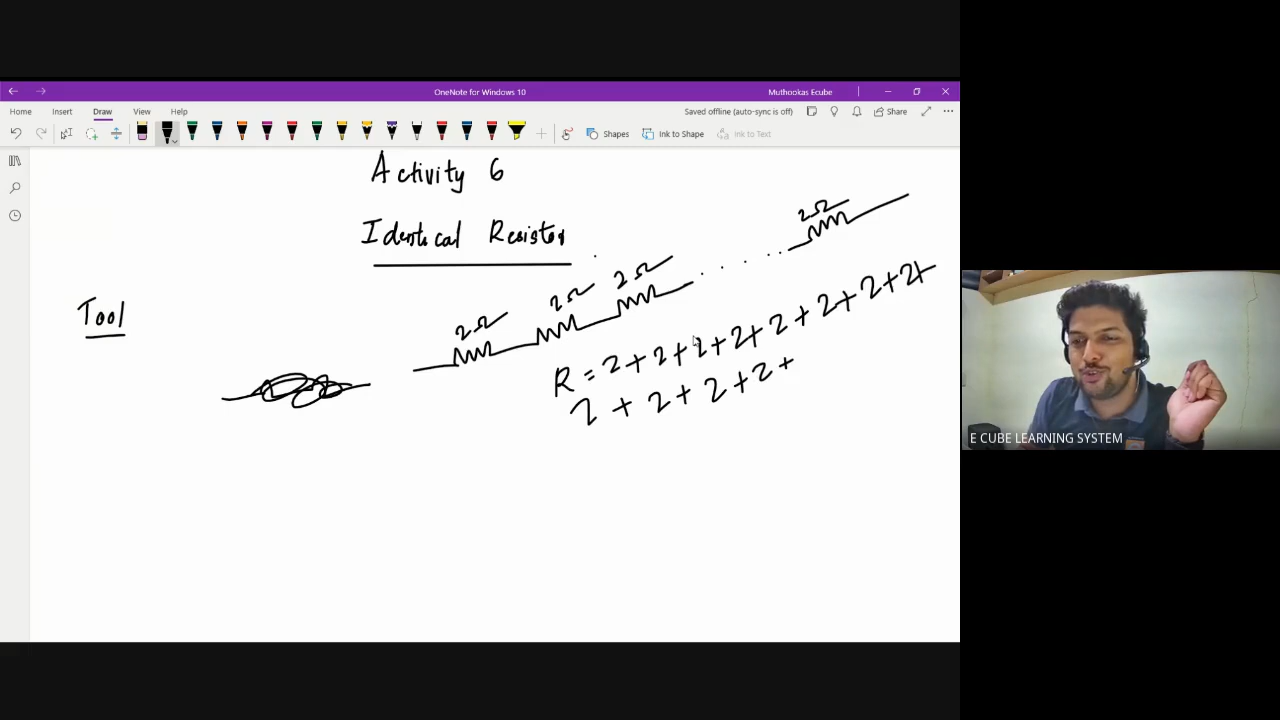 OneNote for Windows 10
Muthookas Ecube
Home Insert Draw View Help
Saved offline (auto-sync is off)
Shapes Ink to Shape Ink to Text
Activity 6
Identical Resistor
Tool
2Ω 2Ω 2Ω 2Ω
R = 2+2+2+2+2+2+2+2+
2+2+2+2+
E CUBE LEARNING SYSTEM